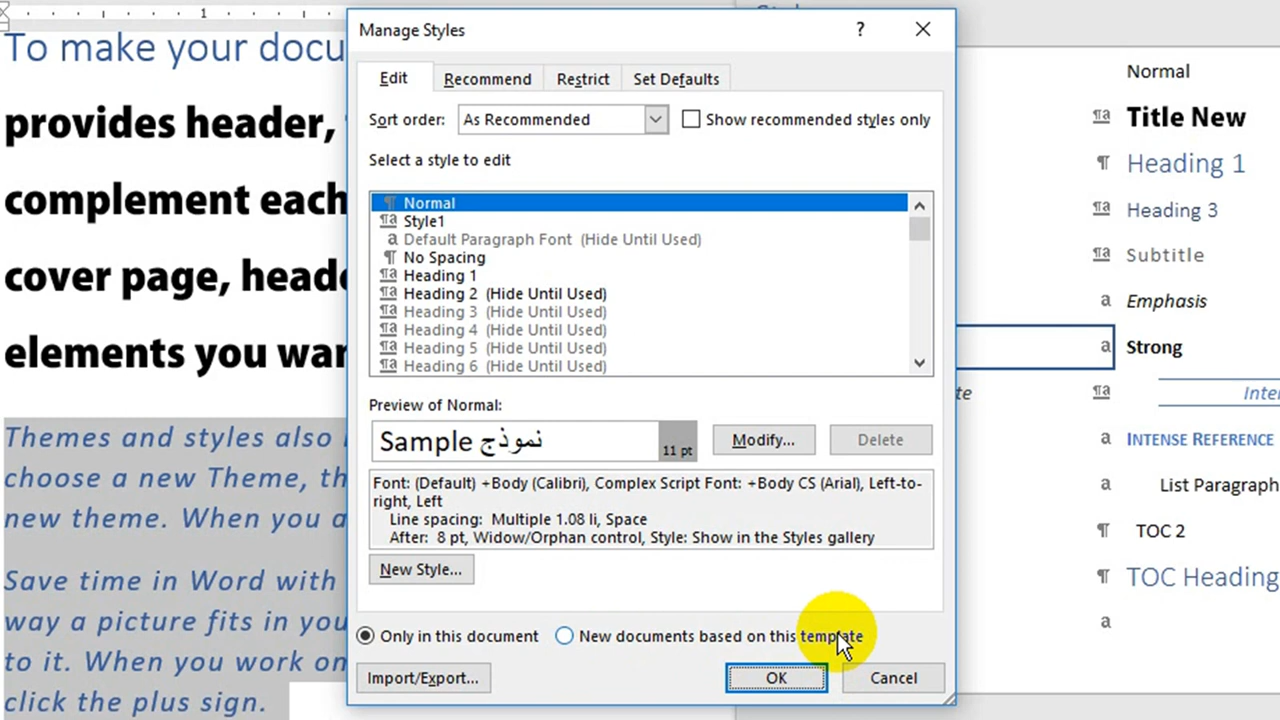 1
To make your docu
provides header,
complement each
cover page, heade
elements you wan
Themes and styles also
choose a new Theme, th
new theme. When you a
Save time in Word with
way a picture fits in you
to it. When you work on
click the plus sign.
Manage Styles
?
Edit
Recommend
Restrict
Set Defaults
Sort order:
As Recommended
Show recommended styles only
Select a style to edit
¶ Normal
¶a Style1
a Default Paragraph Font (Hide Until Used)
¶ No Spacing
¶a Heading 1
¶a Heading 2 (Hide Until Used)
¶a Heading 3 (Hide Until Used)
¶a Heading 4 (Hide Until Used)
¶a Heading 5 (Hide Until Used)
¶a Heading 6 (Hide Until Used)
Preview of Normal:
Sample نموذج
11 pt
Modify...
Delete
Font: (Default) +Body (Calibri), Complex Script Font: +Body CS (Arial), Left-to-
right, Left
Line spacing: Multiple 1.08 li, Space
After: 8 pt, Widow/Orphan control, Style: Show in the Styles gallery
New Style...
Only in this document
New documents based on this template
Import/Export...
OK
Cancel
Normal
¶a Title New
¶ Heading 1
¶a Heading 3
¶a Subtitle
a Emphasis
a Strong
te ¶a Inte
a INTENSE REFERENCE
a List Paragraph
¶ TOC 2
¶ TOC Heading
a